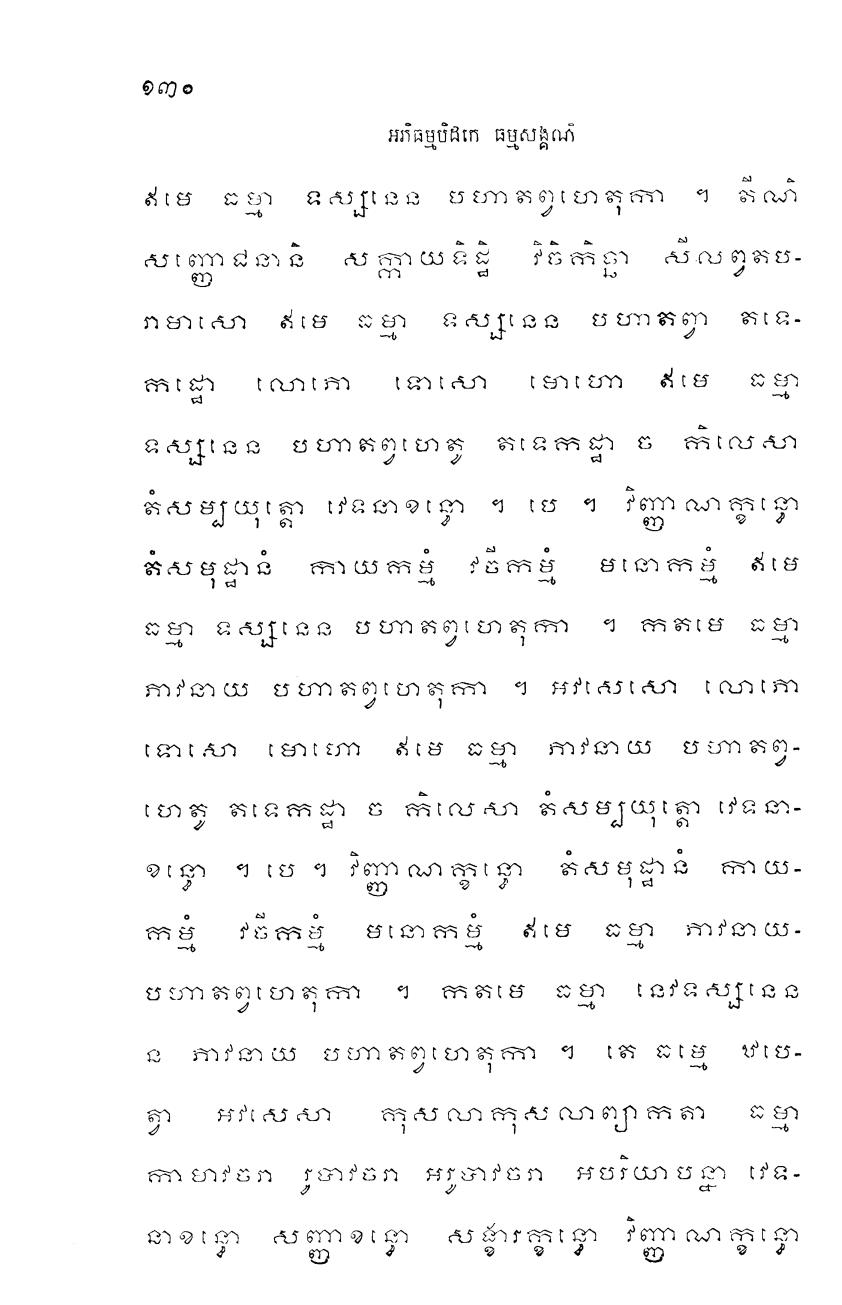 ១៣០
អភិធម្មបិដកេ ធម្មសង្គណី
ឥមេ ធម្មា ទស្សនេន បហាតព្វហេតុកា ។ តីណិ
សញ្ញោជនានិ សក្កាយទិដ្ឋិ វិចិកិច្ឆា សីលព្វតប-
រាមាសោ ឥមេ ធម្មា ទស្សនេន បហាតព្វា តទេ-
កដ្ឋោ លោភោ ទោសោ មោហោ ឥមេ ធម្មា
ទស្សនេន បហាតព្វហេតូ តទេកដ្ឋា ច កិលេសា
តំសម្បយុត្តោ វេទនាខន្ធោ ។ បេ ។ វិញ្ញាណក្ខន្ធោ
តំសមុដ្ឋានំ កាយកម្មំ វចីកម្មំ មនោកម្មំ ឥមេ
ធម្មា ទស្សនេន បហាតព្វហេតុកា ។ កតមេ ធម្មា
ភាវនាយ បហាតព្វហេតុកា ។ អវសេសោ លោភោ
ទោសោ មោហោ ឥមេ ធម្មា ភាវនាយ បហាតព្វ-
ហេតូ តទេកដ្ឋា ច កិលេសា តំសម្បយុត្តោ វេទនា-
ខន្ធោ ។ បេ ។ វិញ្ញាណក្ខន្ធោ តំសមុដ្ឋានំ កាយ-
កម្មំ វចីកម្មំ មនោកម្មំ ឥមេ ធម្មា ភាវនាយ-
បហាតព្វហេតុកា ។ កតមេ ធម្មា នេវទស្សនេន
ន ភាវនាយ បហាតព្វហេតុកា ។ តេ ធម្មេ ឋបេ-
ត្វា អវសេសា កុសលាកុសលាព្យាកតា ធម្មា
កាមាវចរា រូបាវចរា អរូបាវចរា អបរិយាបន្នា វេទ-
នាខន្ធោ សញ្ញាខន្ធោ សង្ខារក្ខន្ធោ វិញ្ញាណក្ខន្ធោ